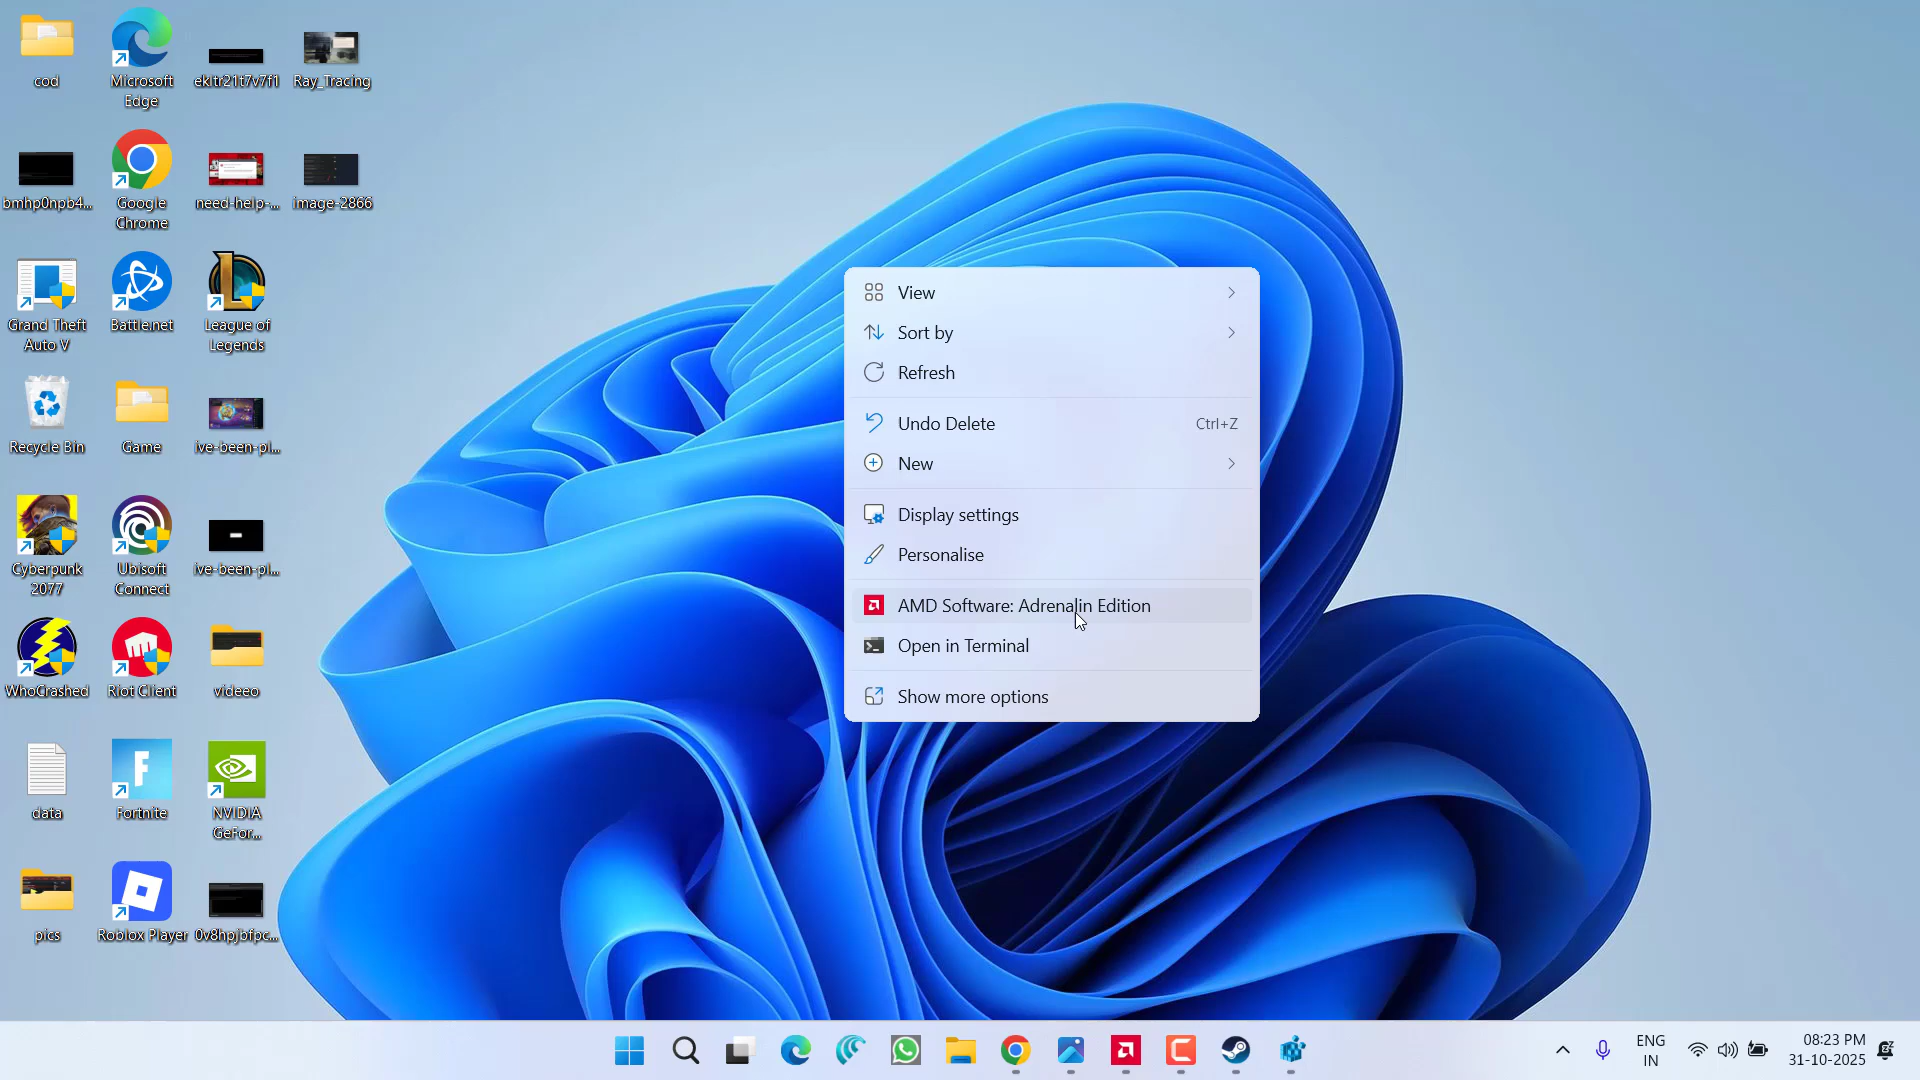 cod
Microsoft
Edge
ekltr21t7v7f1
Ray_Tracing
bmhp0npb4...
Google
Chrome
need-help-...
image-2866
Grand Theft
Auto V
Battle.net
League of
Legends
Recycle Bin
Game
ive-been-pl...
Cyberpunk
2077
Ubisoft
Connect
ive-been-pl...
WhoCrashed
Riot Client
videeo
data
Fortnite
NVIDIA
GeFor...
pics
Roblox Player
0v8hpjbfpc...
View
Sort by
Refresh
Undo Delete Ctrl+Z
New
Display settings
Personalise
AMD Software: Adrenalin Edition
Open in Terminal
Show more options
ENG
IN
08:23 PM
31-10-2025